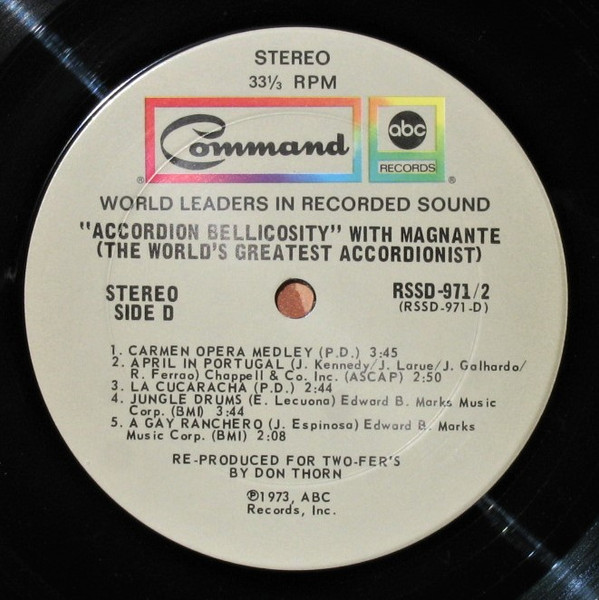 STEREO
33⅓ RPM
Command
abc
RECORDS
® ®
WORLD LEADERS IN RECORDED SOUND
"ACCORDION BELLICOSITY" WITH MAGNANTE
(THE WORLD'S GREATEST ACCORDIONIST)
STEREO RSSD-971/2
SIDE D (RSSD-971-D)
1. CARMEN OPERA MEDLEY (P.D.) 3:45
2. APRIL IN PORTUGAL (J. Kennedy/J. Larue/J. Galhardo/
R. Ferrao) Chappell & Co. Inc. (ASCAP) 2:50
3. LA CUCARACHA (P.D.) 2:44
4. JUNGLE DRUMS (E. Lecuona) Edward B. Marks Music
Corp. (BMI) 3:44
5. A GAY RANCHERO (J. Espinosa) Edward B. Marks
Music Corp. (BMI) 2:08
RE-PRODUCED FOR TWO-FER'S
BY DON THORN
℗1973, ABC
Records, Inc.